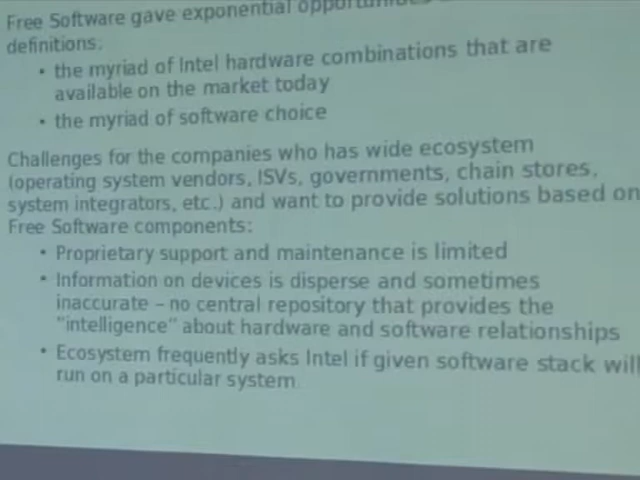 Free Software gave exponential
definitions:
• the myriad of Intel hardware combinations that are
available on the market today
• the myriad of software choice
Challenges for the companies who has wide ecosystem
(operating system vendors, ISVs, governments, chain stores,
system integrators, etc.) and want to provide solutions based on
Free Software components:
• Proprietary support and maintenance is limited
• Information on devices is disperse and sometimes
inaccurate – no central repository that provides the
"intelligence" about hardware and software relationships
• Ecosystem frequently asks Intel if given software stack will
run on a particular system